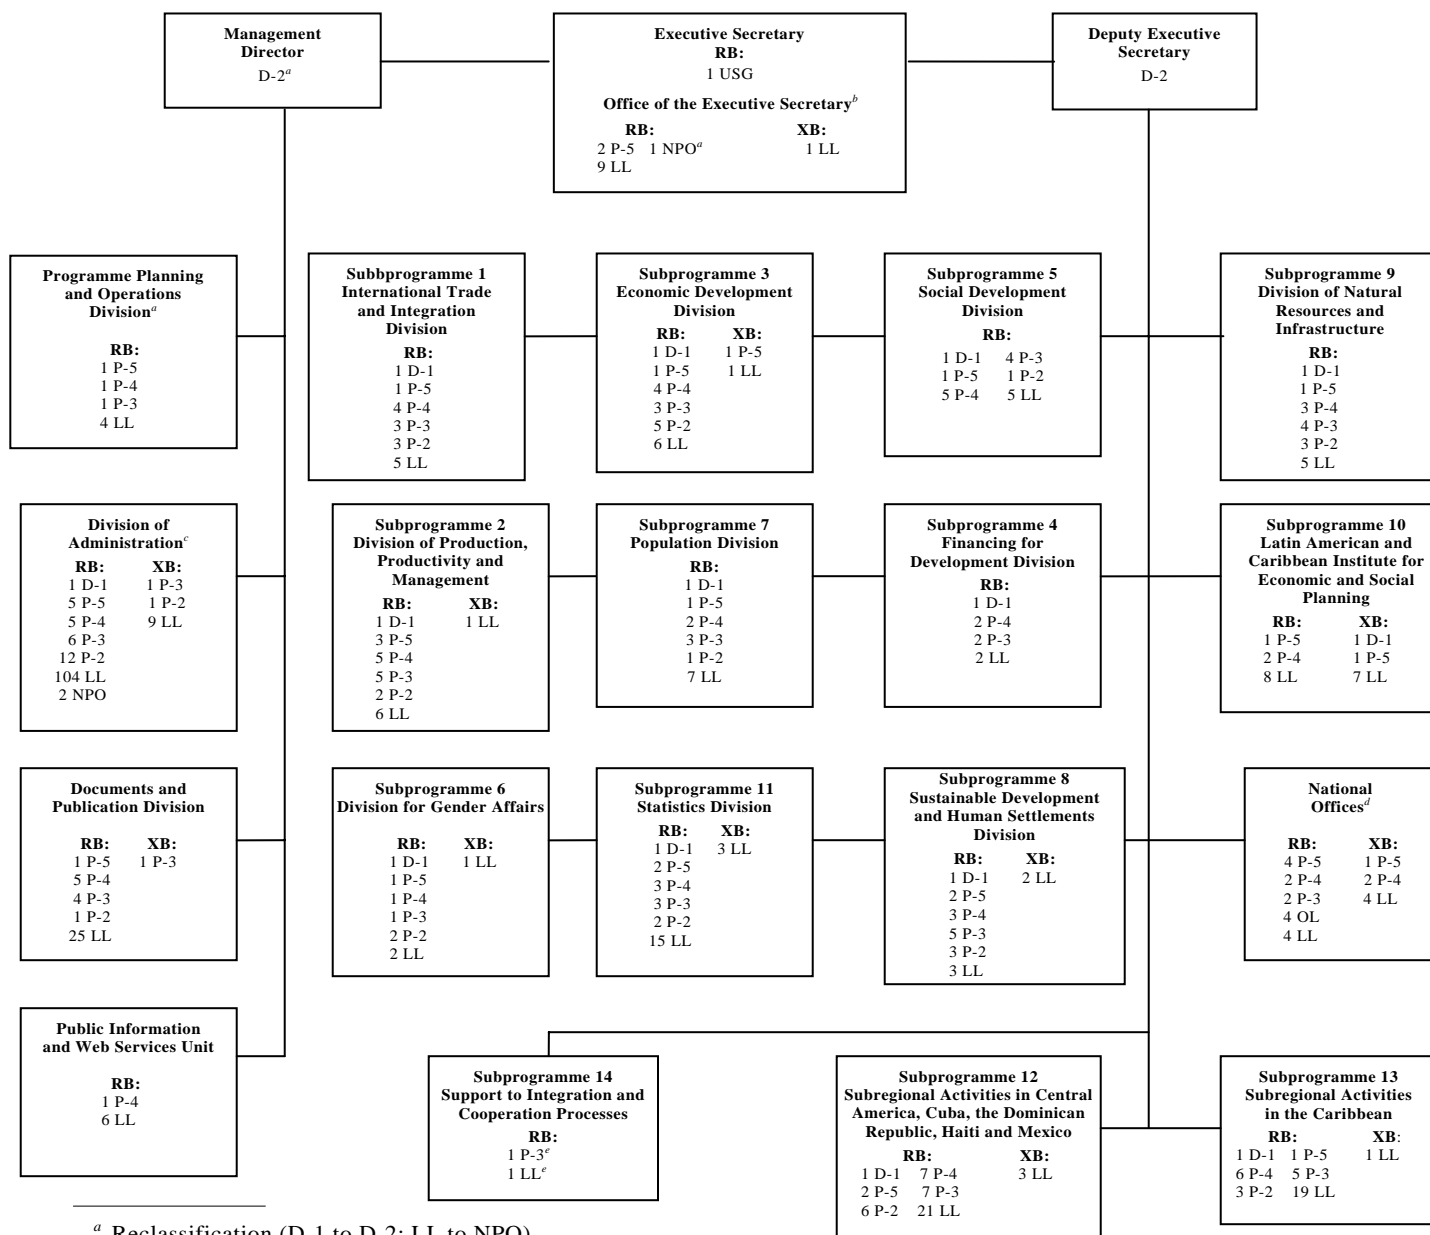 Management
Director
D-2a
Executive Secretary
RB:
1 USG
Office of the Executive Secretaryb
RB: XB:
2 P-5 1 NPOa 1 LL
9 LL
Deputy Executive
Secretary
D-2
Programme Planning
and Operations
Divisiona
RB:
1 P-5
1 P-4
1 P-3
4 LL
Subbprogramme 1
International Trade
and Integration
Division
RB:
1 D-1
1 P-5
4 P-4
3 P-3
3 P-2
5 LL
Subprogramme 3
Economic Development
Division
RB: XB:
1 D-1 1 P-5
1 P-5 1 LL
4 P-4
3 P-3
5 P-2
6 LL
Subprogramme 5
Social Development
Division
RB:
1 D-1 4 P-3
1 P-5 1 P-2
5 P-4 5 LL
Subprogramme 9
Division of Natural
Resources and
Infrastructure
RB:
1 D-1
1 P-5
3 P-4
4 P-3
3 P-2
5 LL
Division of
Administrationc
RB: XB:
1 D-1 1 P-3
5 P-5 1 P-2
5 P-4 9 LL
6 P-3
12 P-2
104 LL
2 NPO
Subprogramme 2
Division of Production,
Productivity and
Management
RB: XB:
1 D-1 1 LL
3 P-5
5 P-4
5 P-3
2 P-2
6 LL
Subprogramme 7
Population Division
RB:
1 D-1
1 P-5
2 P-4
3 P-3
1 P-2
7 LL
Subprogramme 4
Financing for
Development Division
RB:
1 D-1
2 P-4
2 P-3
2 LL
Subprogramme 10
Latin American and
Caribbean Institute for
Economic and Social
Planning
RB: XB:
1 P-5 1 D-1
2 P-4 1 P-5
8 LL 7 LL
Documents and
Publication Division
RB: XB:
1 P-5 1 P-3
5 P-4
4 P-3
1 P-2
25 LL
Subprogramme 6
Division for Gender Affairs
RB: XB:
1 D-1 1 LL
1 P-5
1 P-4
1 P-3
2 P-2
2 LL
Subprogramme 11
Statistics Division
RB: XB:
1 D-1 3 LL
2 P-5
3 P-4
3 P-3
2 P-2
15 LL
Subprogramme 8
Sustainable Development
and Human Settlements
Division
RB: XB:
1 D-1 2 LL
2 P-5
3 P-4
5 P-3
3 P-2
3 LL
National
Officesd
RB: XB:
4 P-5 1 P-5
2 P-4 2 P-4
2 P-3 4 LL
4 OL
4 LL
Public Information
and Web Services Unit
RB:
1 P-4
6 LL
Subprogramme 14
Support to Integration and
Cooperation Processes
RB:
1 P-3e
1 LLe
Subprogramme 12
Subregional Activities in Central
America, Cuba, the Dominican
Republic, Haiti and Mexico
RB: XB:
1 D-1 7 P-4 3 LL
2 P-5 7 P-3
6 P-2 21 LL
Subprogramme 13
Subregional Activities
in the Caribbean
RB: XB:
1 D-1 1 P-5 1 LL
6 P-4 5 P-3
3 P-2 19 LL
a Reclassification (D-1 to D-2; LL to NPO)